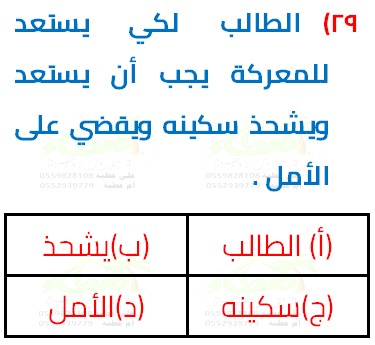 ٢٩) الطالب لكي يستعد
للمعركة يجب أن يستعد
ويشحذ سكينه ويقضي على
الأمل .
(أ) الطالب
(ب)يشحذ
(ج)سكينه
(د)الأمل